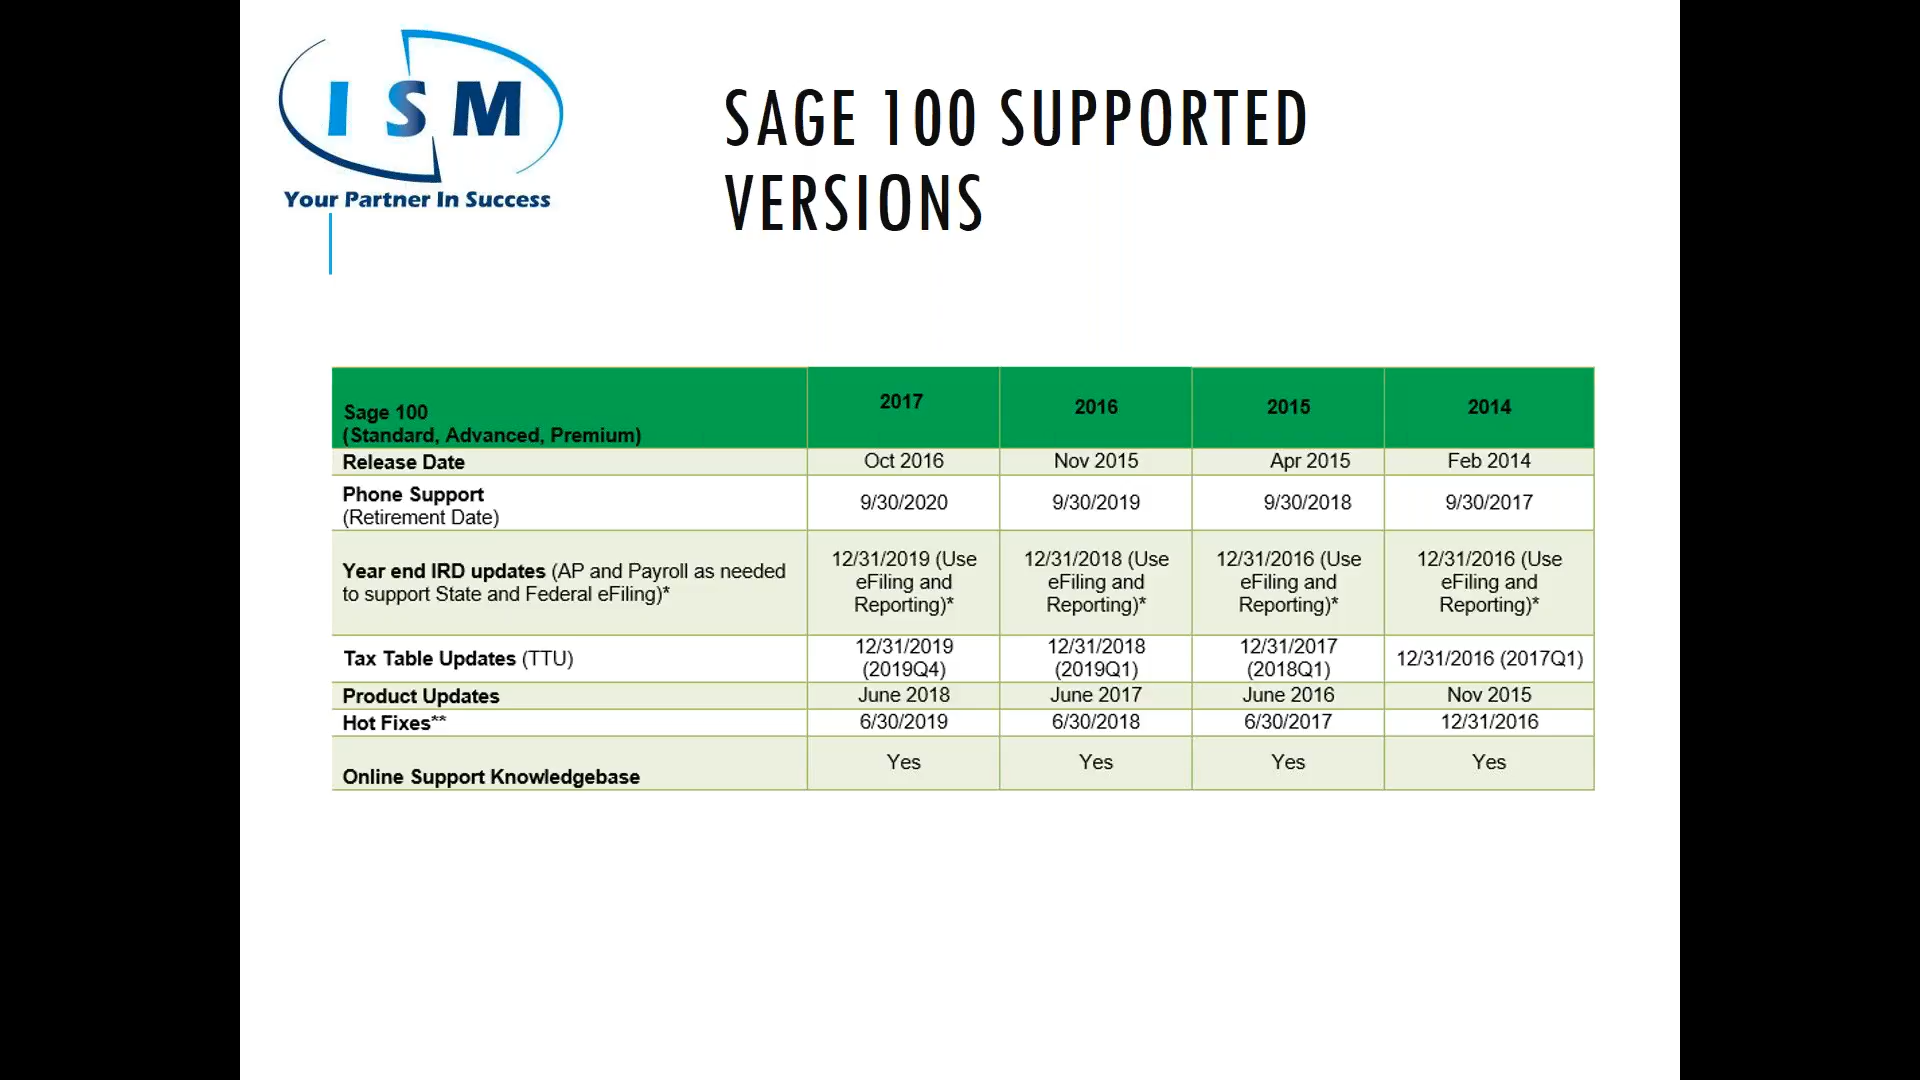 I S M
Your Partner In Success
SAGE 100 SUPPORTED
VERSIONS
Sage 100
(Standard, Advanced, Premium)
2017
2016
2015
2014
Release Date
Oct 2016
Nov 2015
Apr 2015
Feb 2014
Phone Support
(Retirement Date)
9/30/2020
9/30/2019
9/30/2018
9/30/2017
Year end IRD updates (AP and Payroll as needed
to support State and Federal eFiling)*
12/31/2019 (Use
eFiling and
Reporting)*
12/31/2018 (Use
eFiling and
Reporting)*
12/31/2016 (Use
eFiling and
Reporting)*
12/31/2016 (Use
eFiling and
Reporting)*
Tax Table Updates (TTU)
12/31/2019
(2019Q4)
12/31/2018
(2019Q1)
12/31/2017
(2018Q1)
12/31/2016 (2017Q1)
Product Updates
June 2018
June 2017
June 2016
Nov 2015
Hot Fixes**
6/30/2019
6/30/2018
6/30/2017
12/31/2016
Online Support Knowledgebase
Yes
Yes
Yes
Yes